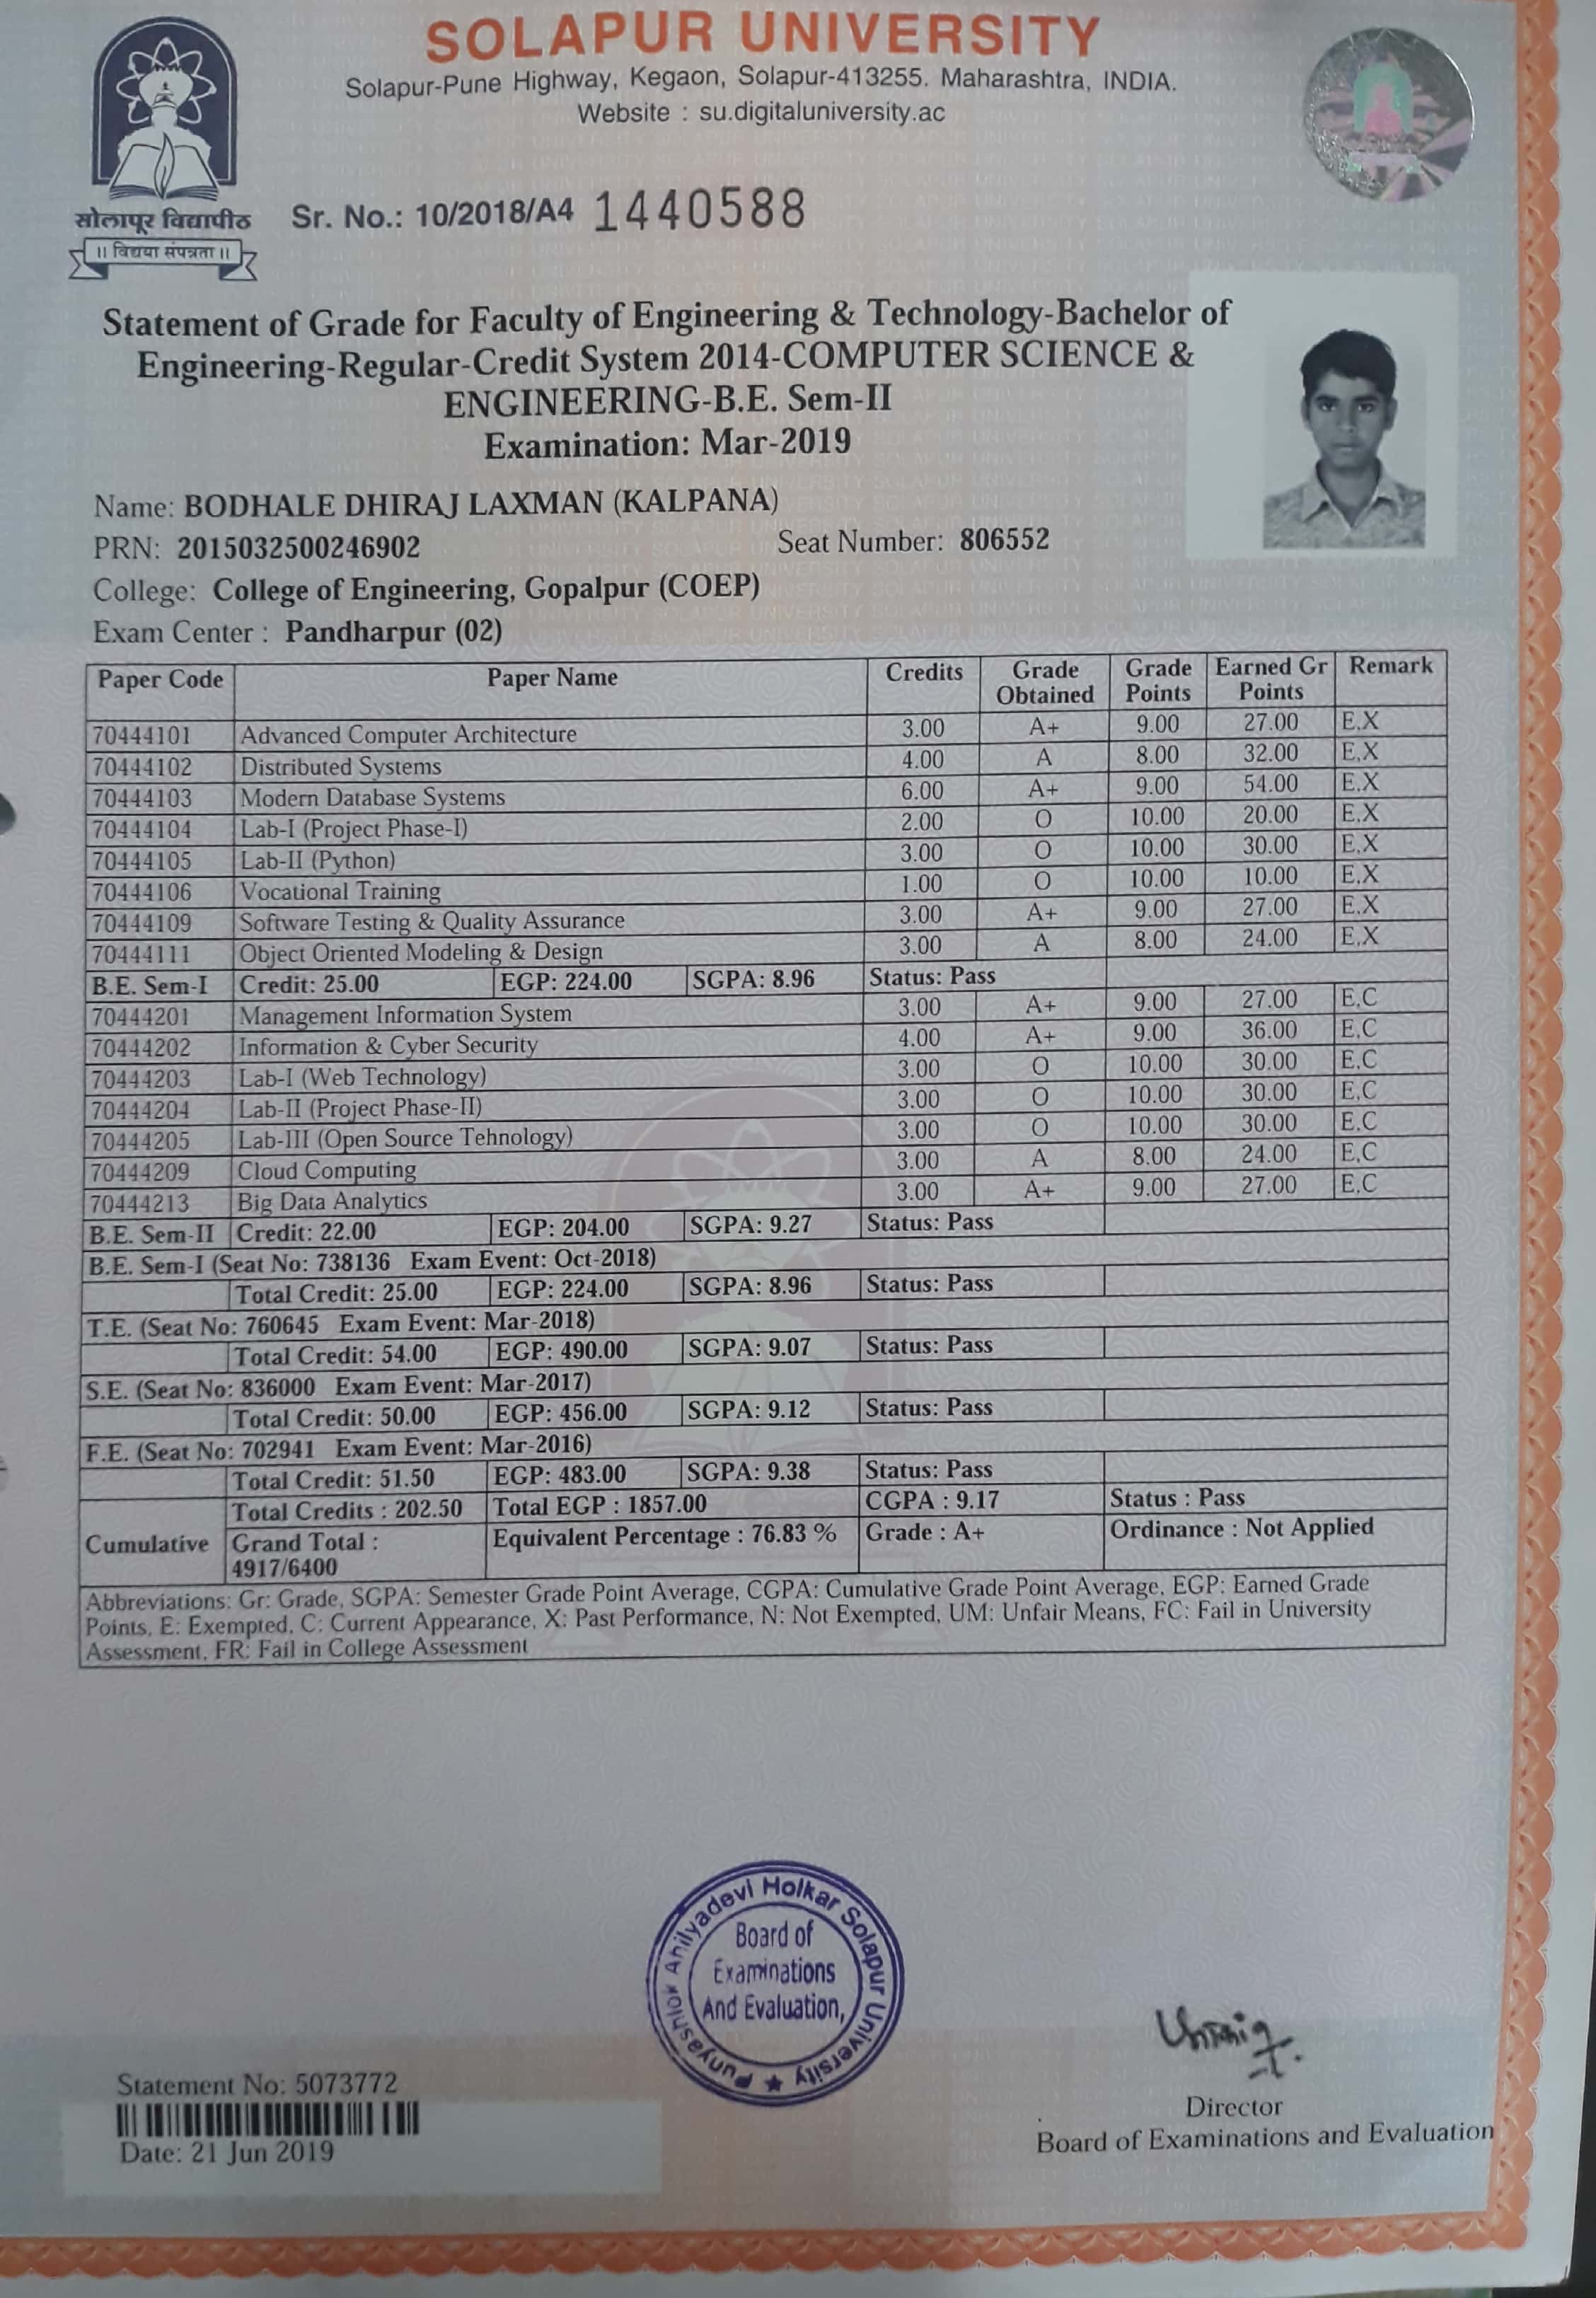 SOLAPUR UNIVERSITY
Solapur-Pune Highway, Kegaon, Solapur-413255. Maharashtra, INDIA.
Website : su.digitaluniversity.ac
सोलापूर विद्यापीठ
॥ विद्यया संपन्नता ॥
Sr. No.: 10/2018/A4 1440588
Statement of Grade for Faculty of Engineering & Technology-Bachelor of
Engineering-Regular-Credit System 2014-COMPUTER SCIENCE &
ENGINEERING-B.E. Sem-II
Examination: Mar-2019
Name: BODHALE DHIRAJ LAXMAN (KALPANA)
PRN: 2015032500246902 Seat Number: 806552
College: College of Engineering, Gopalpur (COEP)
Exam Center : Pandharpur (02)
Paper Code Paper Name Credits Grade Obtained Grade Points Earned Gr Points Remark
70444101 Advanced Computer Architecture 3.00 A+ 9.00 27.00 E,X
70444102 Distributed Systems 4.00 A 8.00 32.00 E,X
70444103 Modern Database Systems 6.00 A+ 9.00 54.00 E,X
70444104 Lab-I (Project Phase-I) 2.00 O 10.00 20.00 E,X
70444105 Lab-II (Python) 3.00 O 10.00 30.00 E,X
70444106 Vocational Training 1.00 O 10.00 10.00 E,X
70444109 Software Testing & Quality Assurance 3.00 A+ 9.00 27.00 E,X
70444111 Object Oriented Modeling & Design 3.00 A 8.00 24.00 E,X
B.E. Sem-I Credit: 25.00 EGP: 224.00 SGPA: 8.96 Status: Pass
70444201 Management Information System 3.00 A+ 9.00 27.00 E,C
70444202 Information & Cyber Security 4.00 A+ 9.00 36.00 E,C
70444203 Lab-I (Web Technology) 3.00 O 10.00 30.00 E,C
70444204 Lab-II (Project Phase-II) 3.00 O 10.00 30.00 E,C
70444205 Lab-III (Open Source Tehnology) 3.00 O 10.00 30.00 E,C
70444209 Cloud Computing 3.00 A 8.00 24.00 E,C
70444213 Big Data Analytics 3.00 A+ 9.00 27.00 E,C
B.E. Sem-II Credit: 22.00 EGP: 204.00 SGPA: 9.27 Status: Pass
B.E. Sem-I (Seat No: 738136 Exam Event: Oct-2018)
Total Credit: 25.00 EGP: 224.00 SGPA: 8.96 Status: Pass
T.E. (Seat No: 760645 Exam Event: Mar-2018)
Total Credit: 54.00 EGP: 490.00 SGPA: 9.07 Status: Pass
S.E. (Seat No: 836000 Exam Event: Mar-2017)
Total Credit: 50.00 EGP: 456.00 SGPA: 9.12 Status: Pass
F.E. (Seat No: 702941 Exam Event: Mar-2016)
Total Credit: 51.50 EGP: 483.00 SGPA: 9.38 Status: Pass
Total Credits : 202.50 Total EGP : 1857.00 CGPA : 9.17 Status : Pass
Cumulative Grand Total : 4917/6400 Equivalent Percentage : 76.83 % Grade : A+ Ordinance : Not Applied
Abbreviations: Gr: Grade, SGPA: Semester Grade Point Average, CGPA: Cumulative Grade Point Average, EGP: Earned Grade
Points, E: Exempted, C: Current Appearance, X: Past Performance, N: Not Exempted, UM: Unfair Means, FC: Fail in University
Assessment, FR: Fail in College Assessment
Punyashlok Ahilyadevi Holkar Solapur University
Board of
Examinations
And Evaluation,
Statement No: 5073772
Date: 21 Jun 2019
Director
Board of Examinations and Evaluation